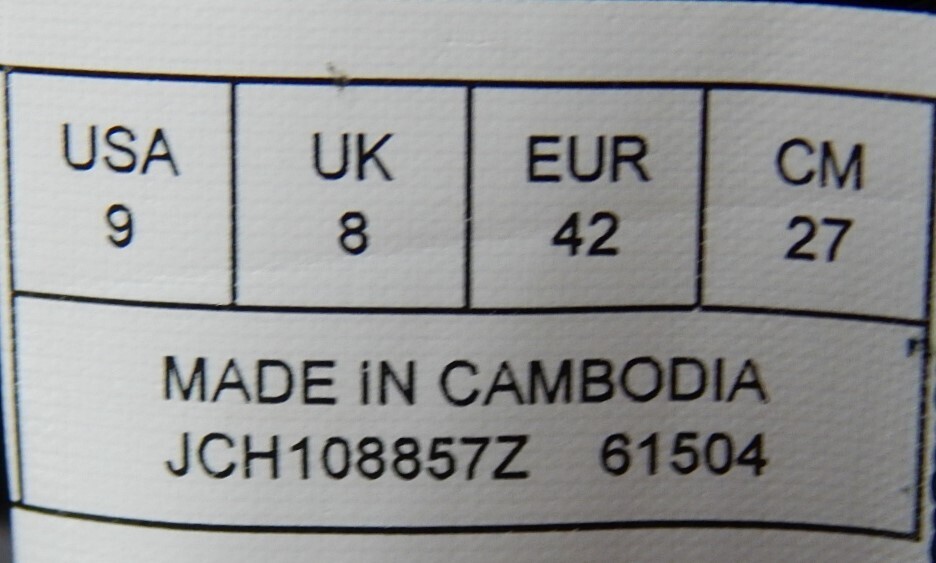 USA UK EUR CM
9 8 42 27
MADE iN CAMBODIA
JCH108857Z 61504